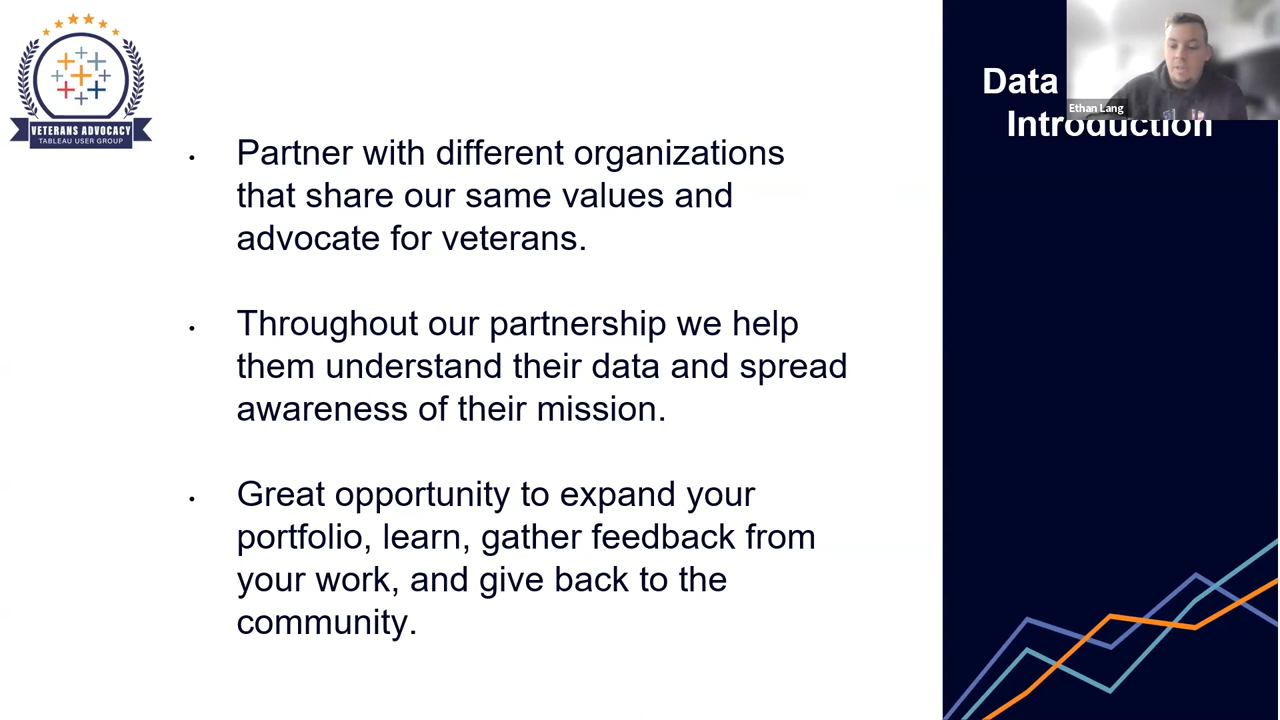 VETERANS ADVOCACY
TABLEAU USER GROUP
Partner with different organizations
that share our same values and
advocate for veterans.
Throughout our partnership we help
them understand their data and spread
awareness of their mission.
Great opportunity to expand your
portfolio, learn, gather feedback from
your work, and give back to the
community.
Data
Introduction
Ethan Lang